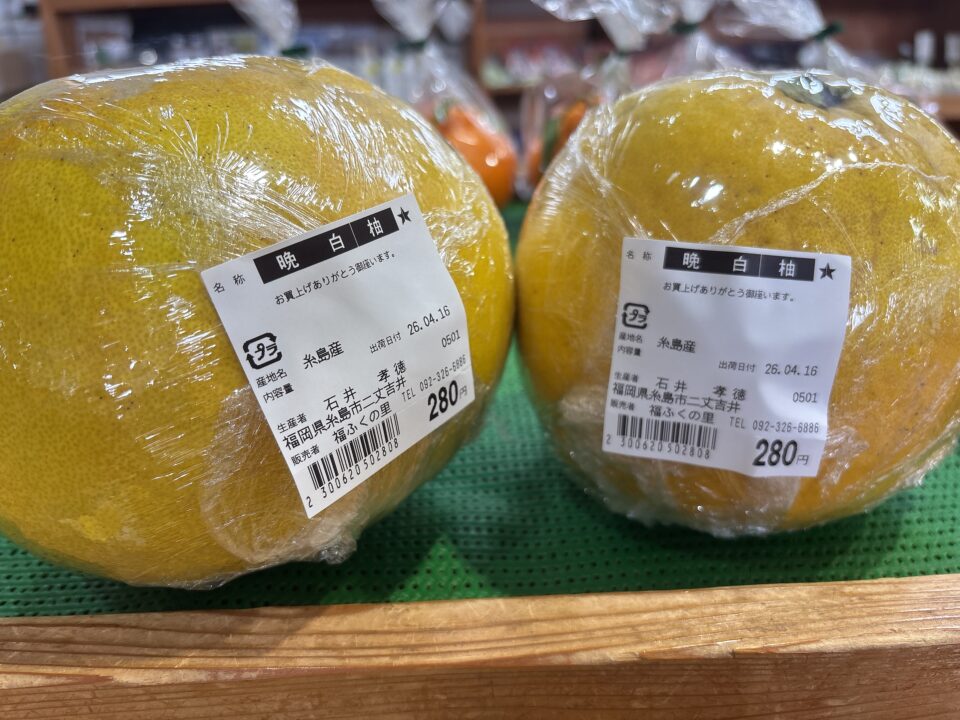 名称 晩白柚★
お買上げありがとう御座います。
プラ
産地名 糸島産 出荷日付 26.04.16
内容量 0501
生産者 石井 孝徳
福岡県糸島市二丈吉井
販売者 福ふくの里 TEL 092-326-6886
2 300620 502808 280円
名称 晩白柚★
お買上げありがとう御座います。
プラ
産地名 糸島産 出荷日付 26.04.16
内容量 0501
生産者 石井 孝徳
福岡県糸島市二丈吉井
販売者 福ふくの里 TEL 092-326-6886
2 300620 502808 280円